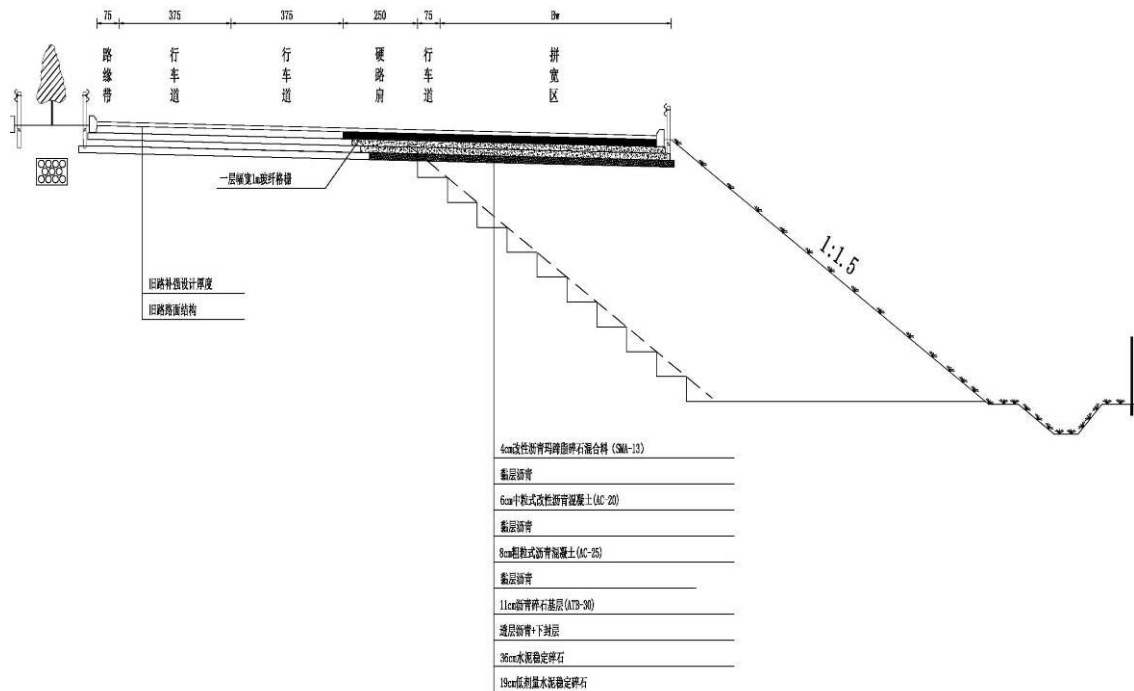 75 375 375 250 75 Bw
路缘带
行车道
行车道
硬路肩
行车道
拼宽区
一层幅宽1m玻纤格栅
1:1.5
旧路补强设计厚度
旧路路面结构
4cm改性沥青玛蹄脂碎石混合料(SMA-13)
黏层沥青
6cm中粒式改性沥青混凝土(AC-20)
黏层沥青
8cm粗粒式沥青混凝土(AC-25)
黏层沥青
11cm沥青碎石基层(ATB-30)
透层沥青+下封层
36cm水泥稳定碎石
19cm低剂量水泥稳定碎石